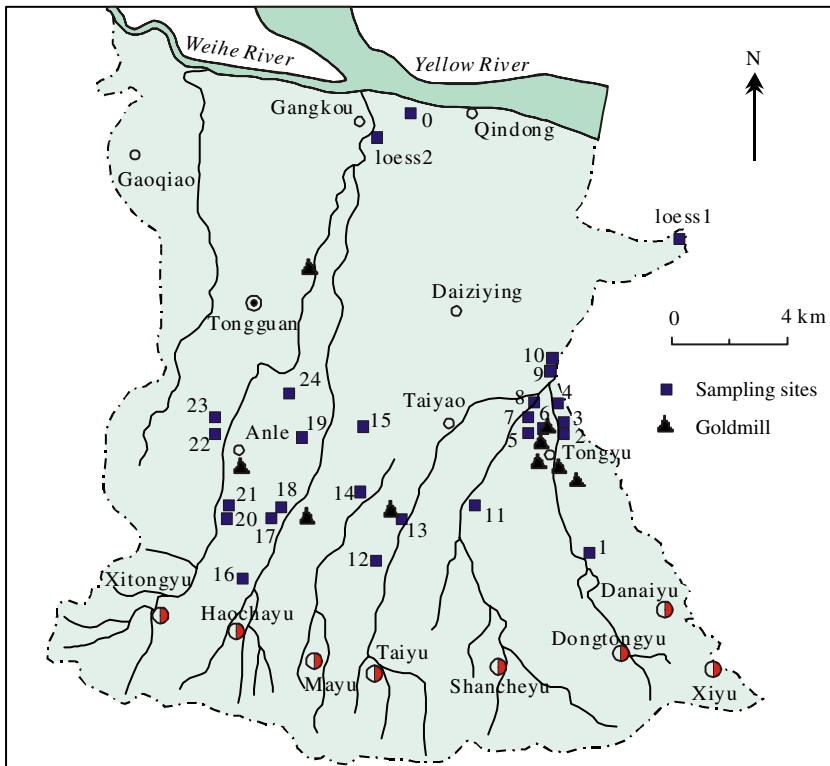 Weihe River
Yellow River
N
Gangkou
0
Qindong
loess2
Gaoqiao
loess1
Daiziying
Tongguan
0 4 km
10
9
24
8
4
Sampling sites
23
Taiyao
7
6
3
15
19
22
Anle
5
2
Goldmill
Tongyu
14
21
18
11
20
17
13
12
1
16
Xitongyu
Danaiyu
Haochayu
Dongtongyu
Taiyu
Mayu
Shancheyu
Xiyu